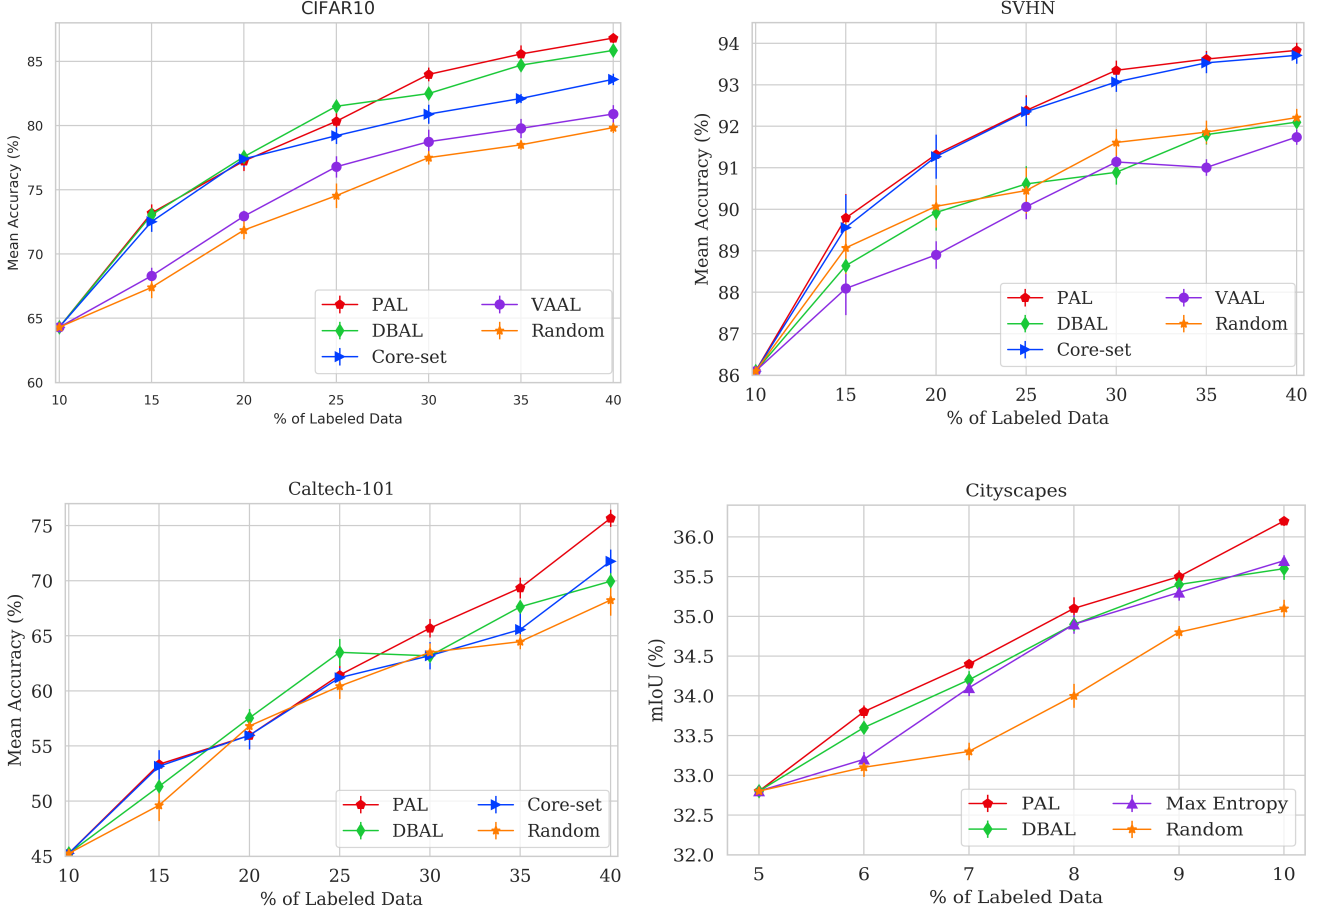 CIFAR10
85
80
75
70
65
60
Mean Accuracy (%)
10 15 20 25 30 35 40
% of Labeled Data
PAL VAAL
DBAL Random
Core-set
SVHN
94
93
92
91
90
89
88
87
86
Mean Accuracy (%)
10 15 20 25 30 35 40
% of Labeled Data
PAL VAAL
DBAL Random
Core-set
Caltech-101
75
70
65
60
55
50
45
Mean Accuracy (%)
10 15 20 25 30 35 40
% of Labeled Data
PAL Core-set
DBAL Random
Cityscapes
36.0
35.5
35.0
34.5
34.0
33.5
33.0
32.5
32.0
mIoU (%)
5 6 7 8 9 10
% of Labeled Data
PAL Max Entropy
DBAL Random